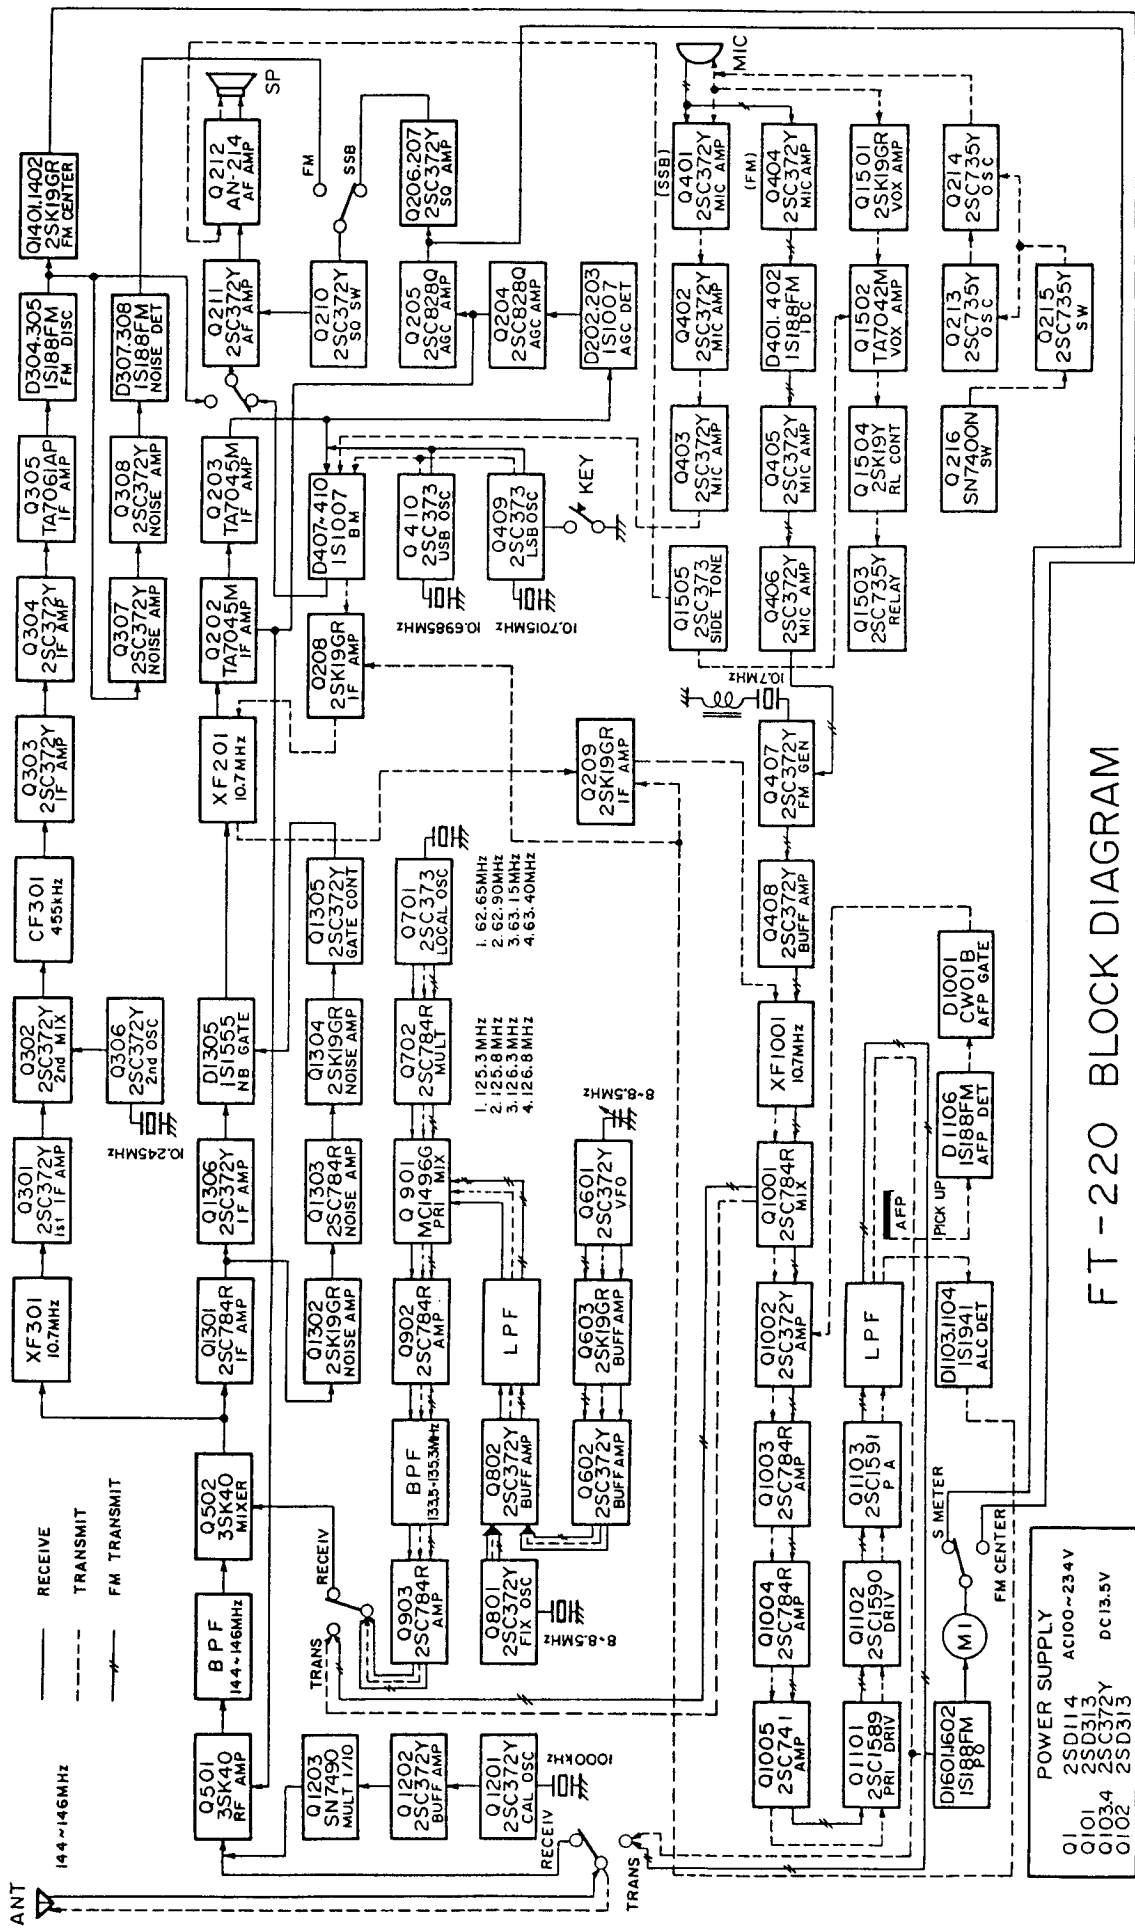 ANT
144~146MHz
RECEIVE
TRANSMIT
FM TRANSMIT
XF301
10.7MHz
Q301
2SC372Y
1st IF AMP
Q302
2SC372Y
2nd MIX
CF301
455kHz
Q303
2SC372Y
IF AMP
Q304
2SC372Y
IF AMP
Q305
TA7061AP
IF AMP
D304.305
1S188FM
FM DISC
Q1401.1402
2SK19GR
FM CENTER
10.245MHz
Q306
2SC372Y
2nd OSC
Q307
2SC372Y
NOISE AMP
Q308
2SC372Y
NOISE AMP
D307.308
1S188FM
NOISE DET
Q501
3SK40
RF AMP
BPF
144~146MHz
Q502
3SK40
MIXER
Q1301
2SC784R
IF AMP
Q1306
2SC372Y
IF AMP
D1305
1S1555
NB GATE
XF201
10.7MHz
Q202
TA7045M
IF AMP
Q203
TA7045M
IF AMP
Q211
2SC372Y
AF AMP
Q212
AN-214
AF AMP
SP
Q1203
SN7490
MULT 1/10
Q1302
2SK19GR
NOISE AMP
Q1303
2SC784R
NOISE AMP
Q1304
2SK19GR
NOISE AMP
Q1305
2SC372Y
GATE CONT
Q208
2SK19GR
IF AMP
D407~410
1S1007
BM
Q210
2SC372Y
SQ SW
FM
SSB
Q1202
2SC372Y
BUFF AMP
TRANS
RECEIV
Q903
2SC784R
AMP
BPF
133.5~135.3MHz
Q902
2SC784R
AMP
Q901
MC1496G
PRI MIX
Q702
2SC784R
MULT
Q701
2SC373
LOCAL OSC
10.6985MHz
Q410
2SC373
USB OSC
Q205
2SC828Q
AGC AMP
Q206.207
2SC372Y
SQ AMP
1. 125.3MHz
2. 125.8MHz
3. 126.3MHz
4. 126.8MHz
1. 62.65MHz
2. 62.90MHz
3. 63.15MHz
4. 63.40MHz
Q1201
2SC372Y
CAL OSC
1000kHz
Q801
2SC372Y
FIX OSC
8~8.5MHz
Q802
2SC372Y
BUFF AMP
LPF
10.7015MHz
Q409
2SC373
LSB OSC
Q204
2SC828Q
AGC AMP
Q602
2SC372Y
BUFF AMP
Q603
2SK19GR
BUFF AMP
Q601
2SC372Y
VFO
8~8.5MHz
Q209
2SK19GR
IF AMP
KEY
D202.203
1S1007
AGC DET
RECEIV
TRANS
Q1505
2SC373
SIDE TONE
Q403
2SC372Y
MIC AMP
Q402
2SC372Y
MIC AMP
(SSB)
Q401
2SC372Y
MIC AMP
MIC
10.7MHz
Q1005
2SC741
AMP
Q1004
2SC784R
AMP
Q1003
2SC784R
AMP
Q1002
2SC372Y
AMP
Q1001
2SC784R
MIX
XF1001
10.7MHz
Q408
2SC372Y
BUFF AMP
Q407
2SC372Y
FM GEN
Q406
2SC372Y
MIC AMP
Q405
2SC372Y
MIC AMP
D401.402
1S188FM
IDC
(FM)
Q404
2SC372Y
MIC AMP
Q1101
2SC1589
PRI DRIV
Q1102
2SC1590
DRIV
Q1103
2SC1591
P A
LPF
AFP
PICK UP
Q1503
2SC735Y
RELAY
Q1504
2SK19Y
RL CONT
Q1502
TA7042M
VOX AMP
Q1501
2SK19GR
VOX AMP
D1601.1602
1S188FM
PO
M1
S METER
FM CENTER
D1103.1104
1S1941
ALC DET
D1106
1S188FM
AFP DET
D1001
CW01B
AFP GATE
Q216
SN7400N
SW
Q213
2SC735Y
OSC
Q214
2SC735Y
OSC
Q215
2SC735Y
SW
POWER SUPPLY
Q1 2SD114 AC100~234V
Q101 2SD313
Q103.4 2SC372Y DC13.5V
Q102 2SD313
FT-220 BLOCK DIAGRAM